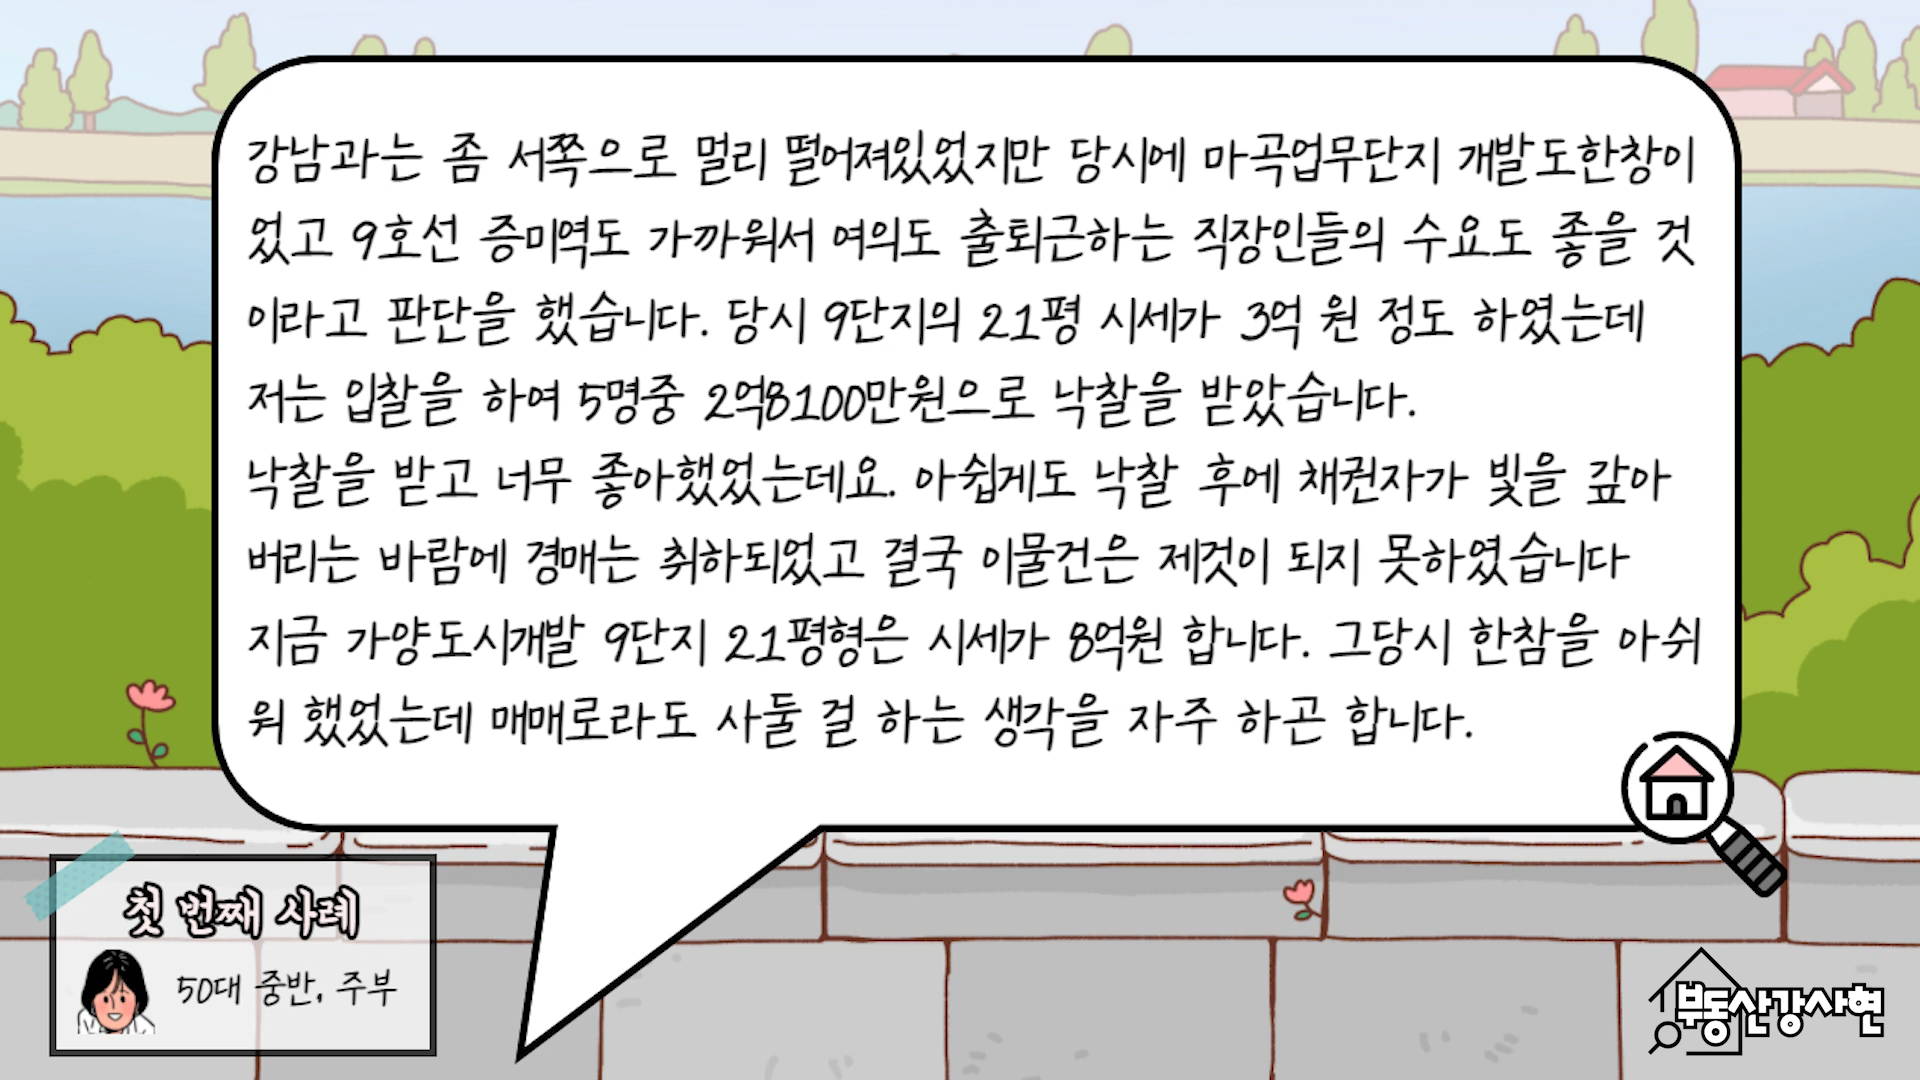 강남과는 좀 서쪽으로 멀리 떨어져있었지만 당시에 마곡업무단지 개발도한창이
었고 9호선 증미역도 가까워서 여의도 출퇴근하는 직장인들의 수요도 좋을 것
이라고 판단을 했습니다. 당시 9단지의 21평 시세가 3억 원 정도 하였는데
저는 입찰을 하여 5명중 2억8100만원으로 낙찰을 받았습니다.
낙찰을 받고 너무 좋아했었는데요. 아쉽게도 낙찰 후에 채권자가 빛을 갚아
버리는 바람에 경매는 취하되었고 결국 이물건은 제것이 되지 못하였습니다
지금 가양도시개발 9단지 21평형은 시세가 8억원 합니다. 그당시 한참을 아쉬
워 했었는데 매매로라도 사둘 걸 하는 생각을 자주 하곤 합니다.
첫 번째 사례
50대 중반, 주부
부동산강사현